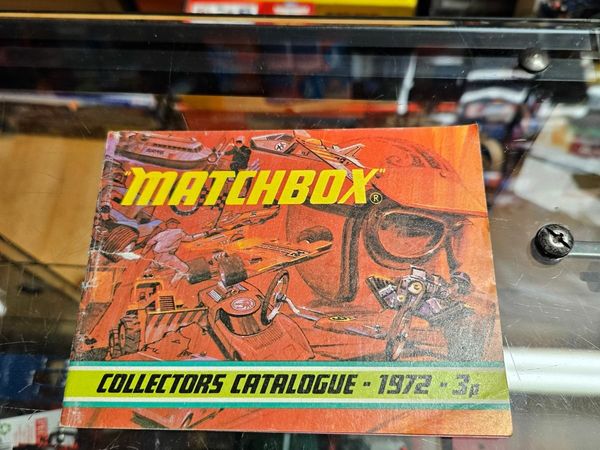 "MATCHBOX"®
COLLECTORS CATALOGUE - 1972 - 3p